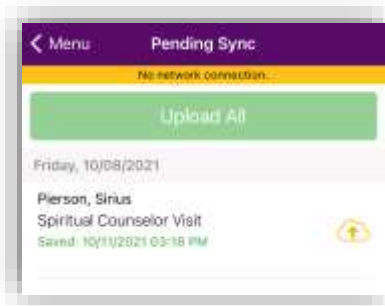 Menu Pending Sync
No network connection.
Upload All
Friday, 10/08/2021
Pierson, Sirius
Spiritual Counselor Visit
Saved: 10/11/2021 03:18 PM